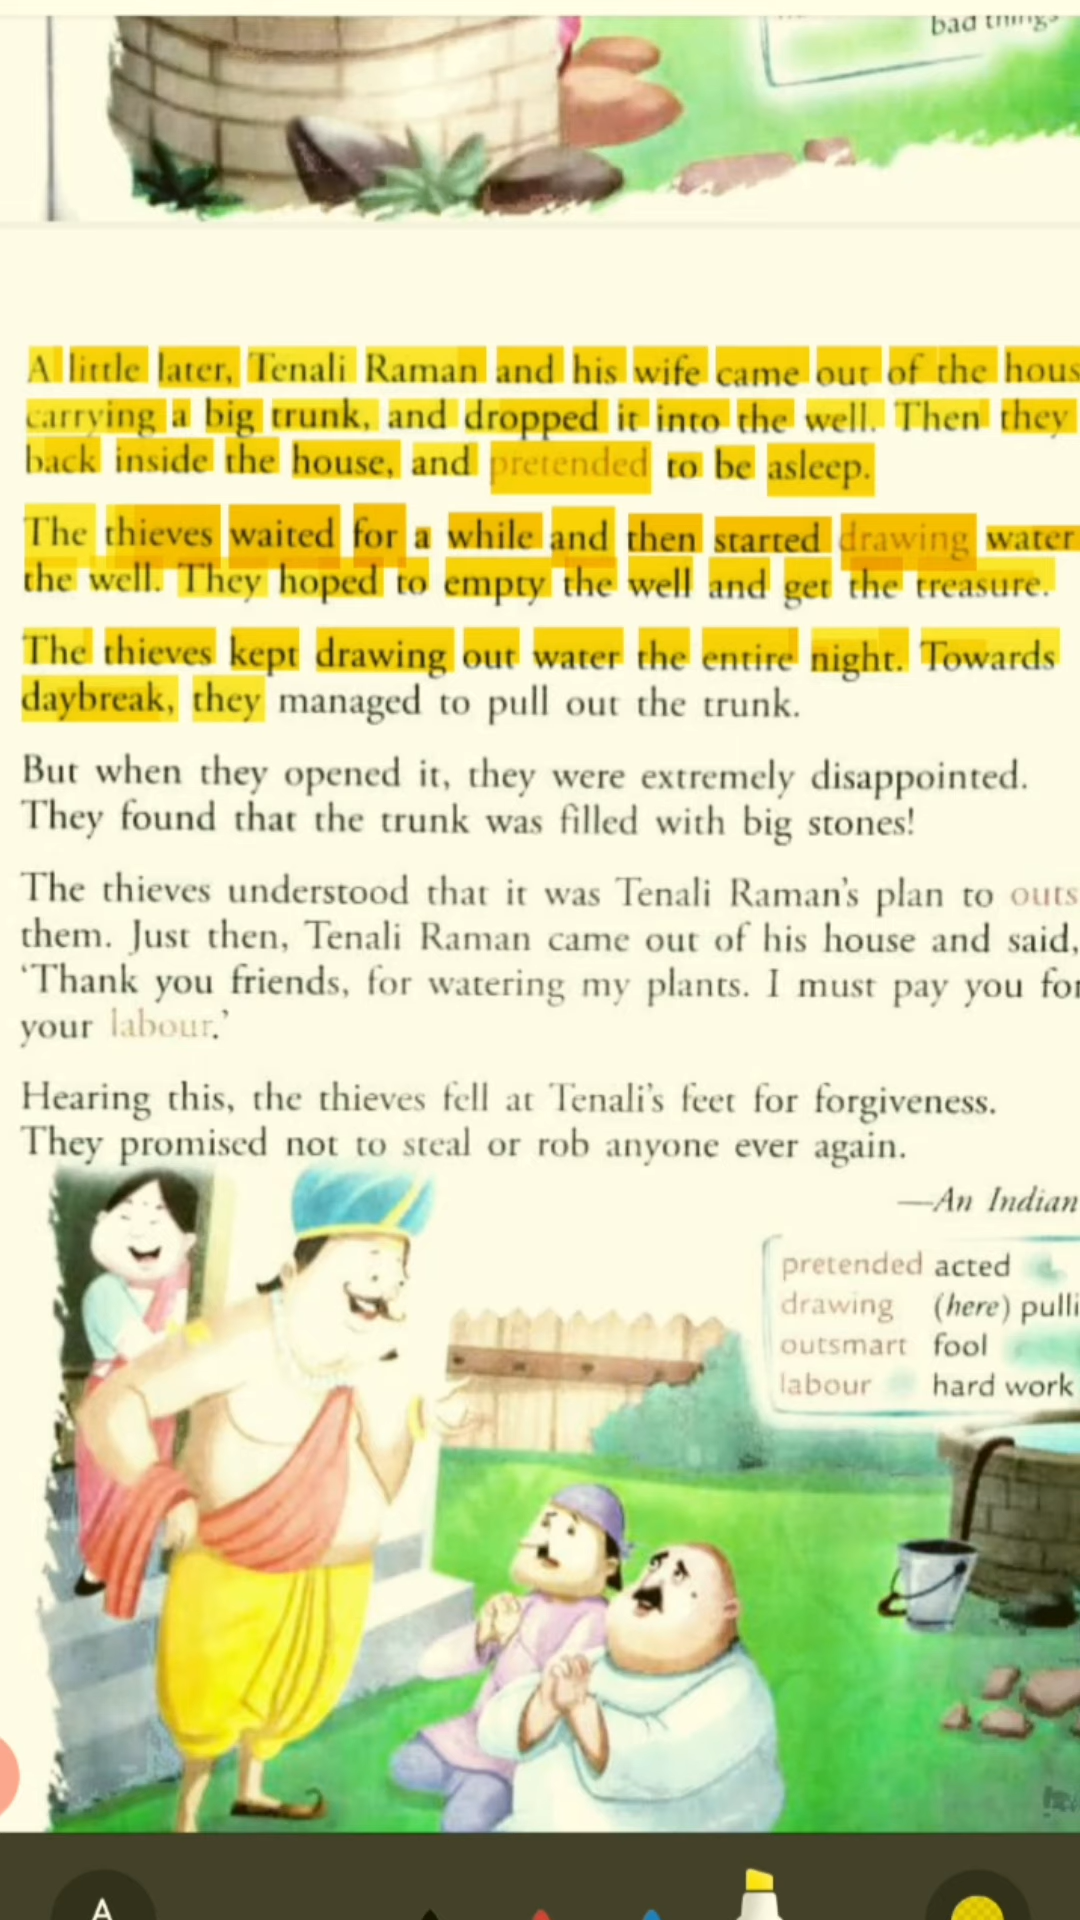 bad things
A little later, Tenali Raman and his wife came out of the hous
carrying a big trunk, and dropped it into the well. Then they
back inside the house, and pretended to be asleep.
The thieves waited for a while and then started drawing water
the well. They hoped to empty the well and get the treasure.
The thieves kept drawing out water the entire night. Towards
daybreak, they managed to pull out the trunk.
But when they opened it, they were extremely disappointed.
They found that the trunk was filled with big stones!
The thieves understood that it was Tenali Raman's plan to outs
them. Just then, Tenali Raman came out of his house and said,
'Thank you friends, for watering my plants. I must pay you for
your labour.'
Hearing this, the thieves fell at Tenali's feet for forgiveness.
They promised not to steal or rob anyone ever again.
—An Indian
pretended acted
drawing (here) pulli
outsmart fool
labour hard work
A